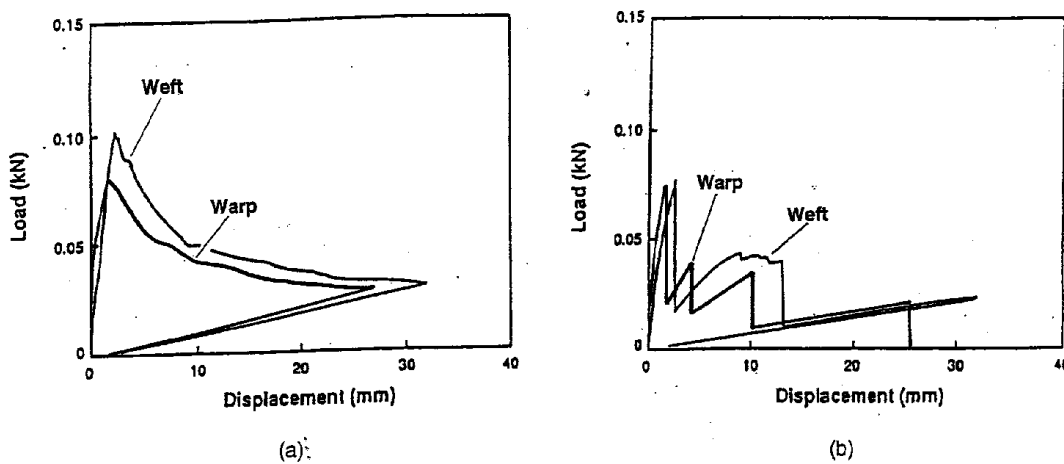 0.15
0.10
0.05
0
Load (kN)
Weft
Warp
0 10 20 30 40
Displacement (mm)
(a)
0.15
0.10
0.05
0
Load (kN)
Warp
Weft
0 10 20 30 40
Displacement (mm)
(b)